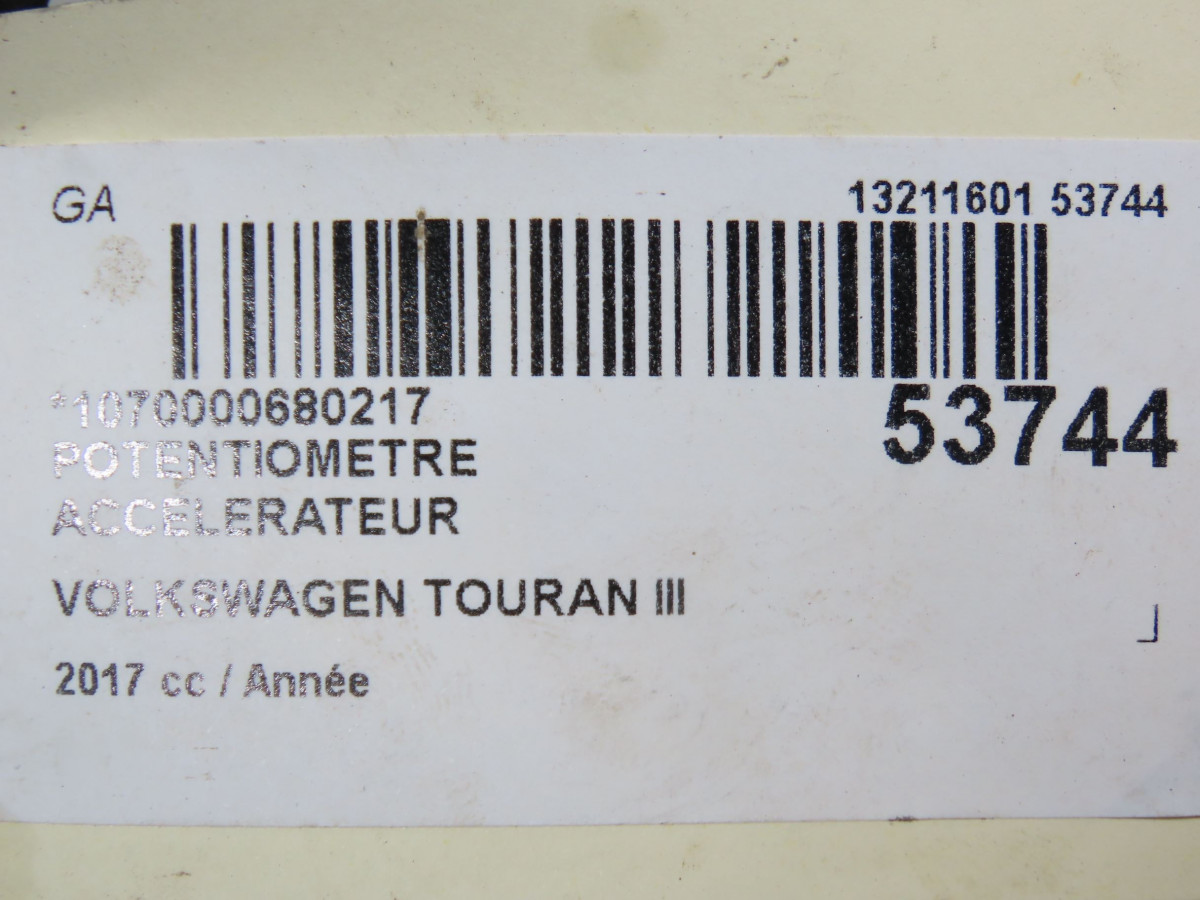 GA
13211601 53744
*1070000680217
53744
POTENTIOMETRE
ACCELERATEUR
VOLKSWAGEN TOURAN III
2017 cc / Année